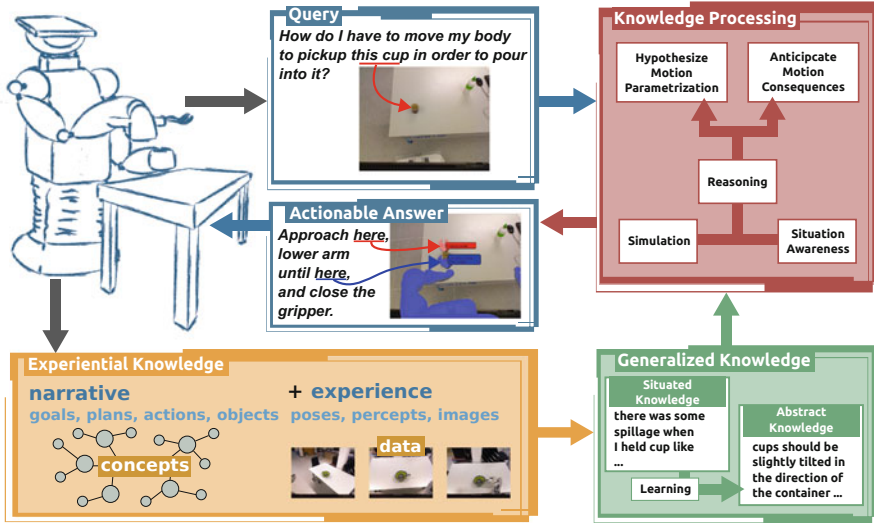 Query
How do I have to move my body
to pickup this cup in order to pour
into it?
Knowledge Processing
Hypothesize
Motion
Parametrization
Anticipcate
Motion
Consequences
Reasoning
Simulation
Situation
Awareness
Actionable Answer
Approach here,
lower arm
until here,
and close the
gripper.
Experiential Knowledge
narrative
goals, plans, actions, objects
concepts
+ experience
poses, percepts, images
data
Generalized Knowledge
Situated
Knowledge
there was some
spillage when
I held cup like
...
Learning
Abstract
Knowledge
cups should be
slightly tilted in
the direction of
the container ...